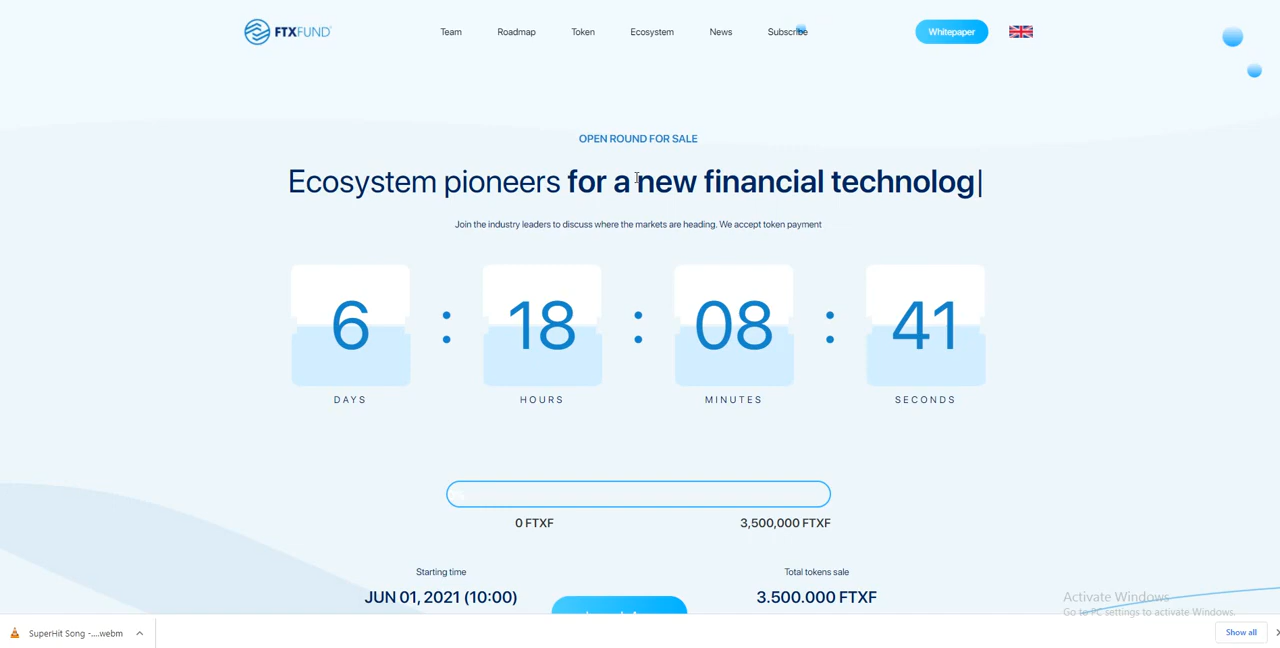 FTXFUND
Team Roadmap Token Ecosystem News Subscribe
Whitepaper
OPEN ROUND FOR SALE
Ecosystem pioneers for a new financial technolog|
Join the industry leaders to discuss where the markets are heading. We accept token payment
6 : 18 : 08 : 41
DAYS HOURS MINUTES SECONDS
0 FTXF 3,500,000 FTXF
Starting time Total tokens sale
JUN 01, 2021 (10:00) 3.500.000 FTXF
Activate Windows
Go to PC settings to activate Windows.
SuperHit Song -....webm
Show all